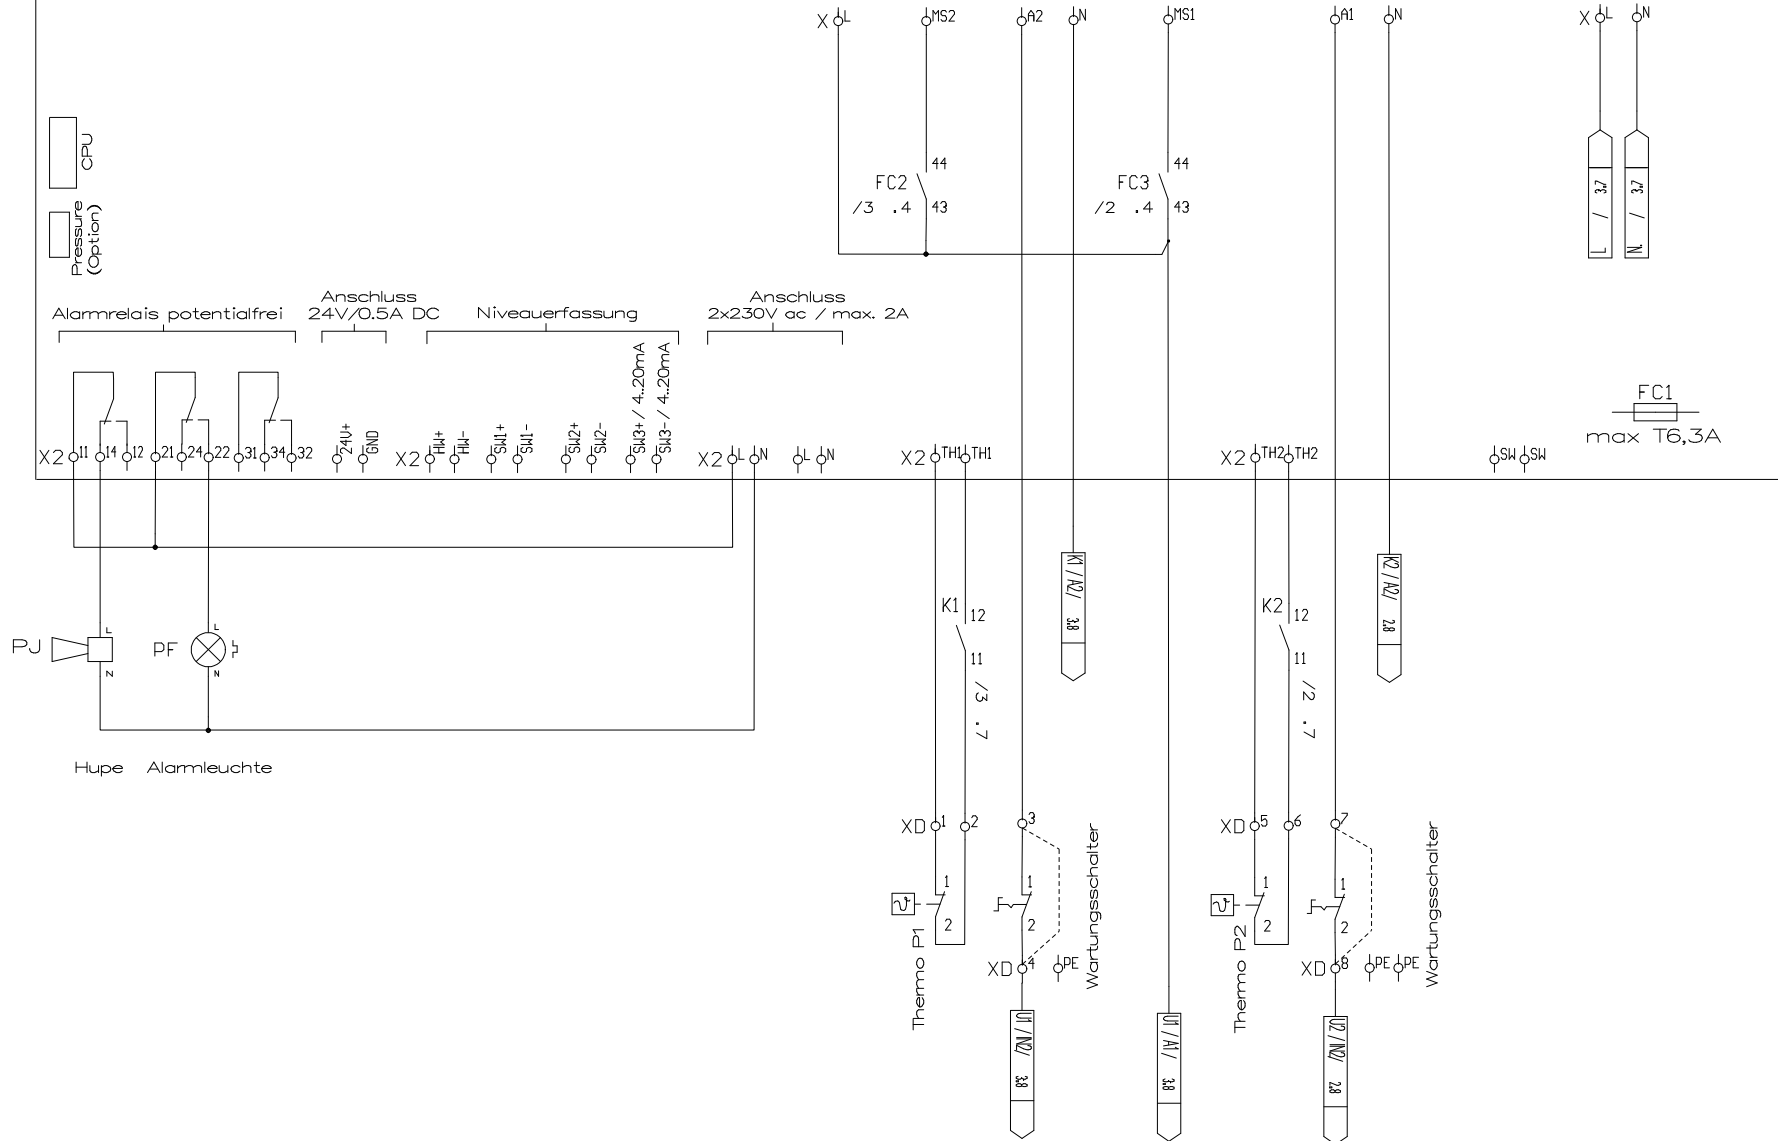 X L MS2 A2 N MS1 A1 N X L N
CPU
Pressure
(Option)
44
FC2
/3 .4 43
44
FC3
/2 .4 43
L / 3.7
N / 3.7
Alarmrelais potentialfrei
Anschluss
24V/0.5A DC
Niveauerfassung
Anschluss
2x230V ac / max. 2A
FC1
max T6,3A
X2 11 14 12 21 24 22 31 34 32
24V+ GND
X2 HW+ HW- SW1+ SW1- SW2+ SW2- SW3+ / 4..20mA SW3- / 4..20mA
X2 L N L N
X2 TH1 TH1
X2 TH2 TH2
SW SW
PJ L N
PF L N
Hupe Alarmleuchte
K1 12
11
/3 .7
K1 / A2/ 3.8
K2 12
11
/2 .7
K2 / A2/ 2.8
XD 1 2 3
1
2
Thermo P1
1
2
XD 4 PE
Wartungsschalter
XD 5 6 7
1
2
Thermo P2
1
2
XD 8 PE PE
Wartungsschalter
U1 / IN2/ 3.8
U1 / A1/ 3.8
U2 / IN2/ 2.8